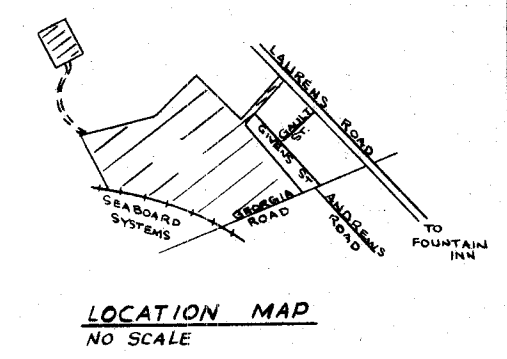 LAURENS ROAD
GAULT
ST.
GIVENS ST
GEORGIA
ROAD
ANDREWS
ROAD
SEABOARD
SYSTEMS
TO
FOUNTAIN
INN
LOCATION MAP
NO SCALE